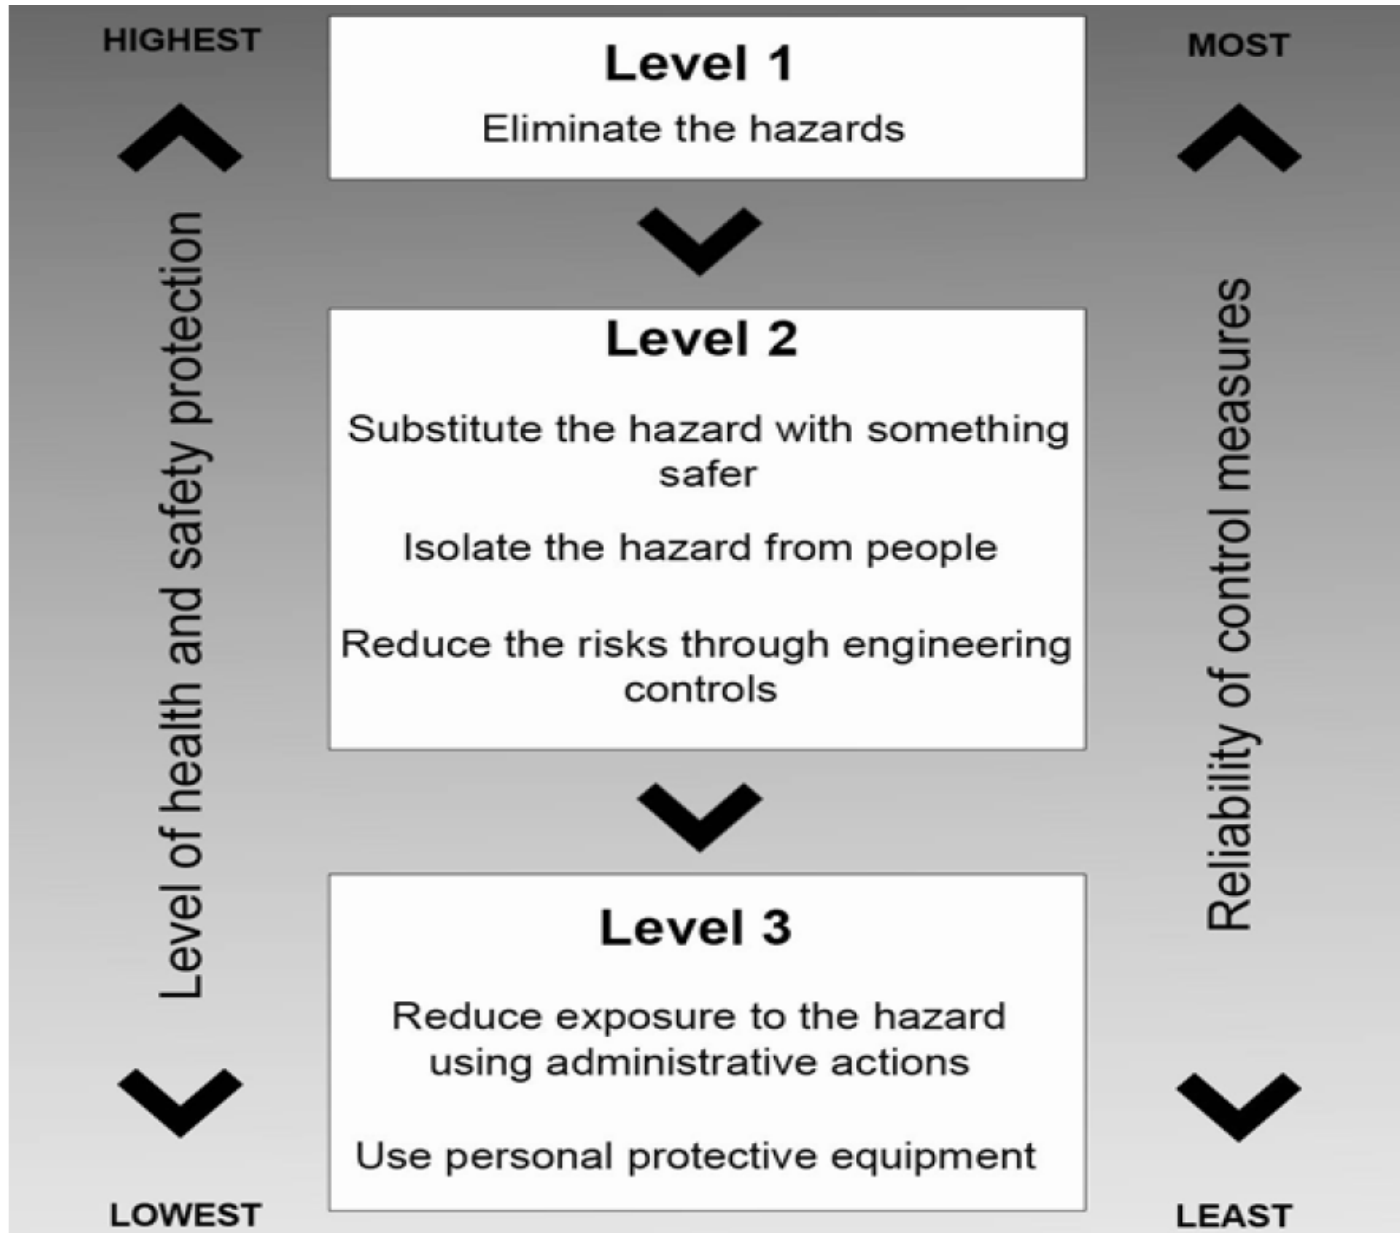 HIGHEST
MOST
Level 1
Eliminate the hazards
Level of health and safety protection
Reliability of control measures
Level 2
Substitute the hazard with something
safer
Isolate the hazard from people
Reduce the risks through engineering
controls
Level 3
Reduce exposure to the hazard
using administrative actions
Use personal protective equipment
LOWEST
LEAST